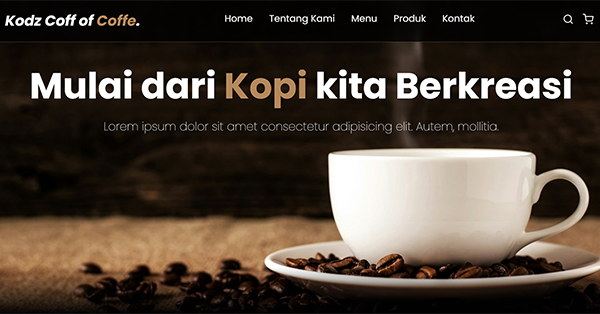 Kodz Coff of Coffe.
Home Tentang Kami Menu Produk Kontak
Mulai dari Kopi kita Berkreasi
Lorem ipsum dolor sit amet consectetur adipisicing elit. Autem, mollitia.